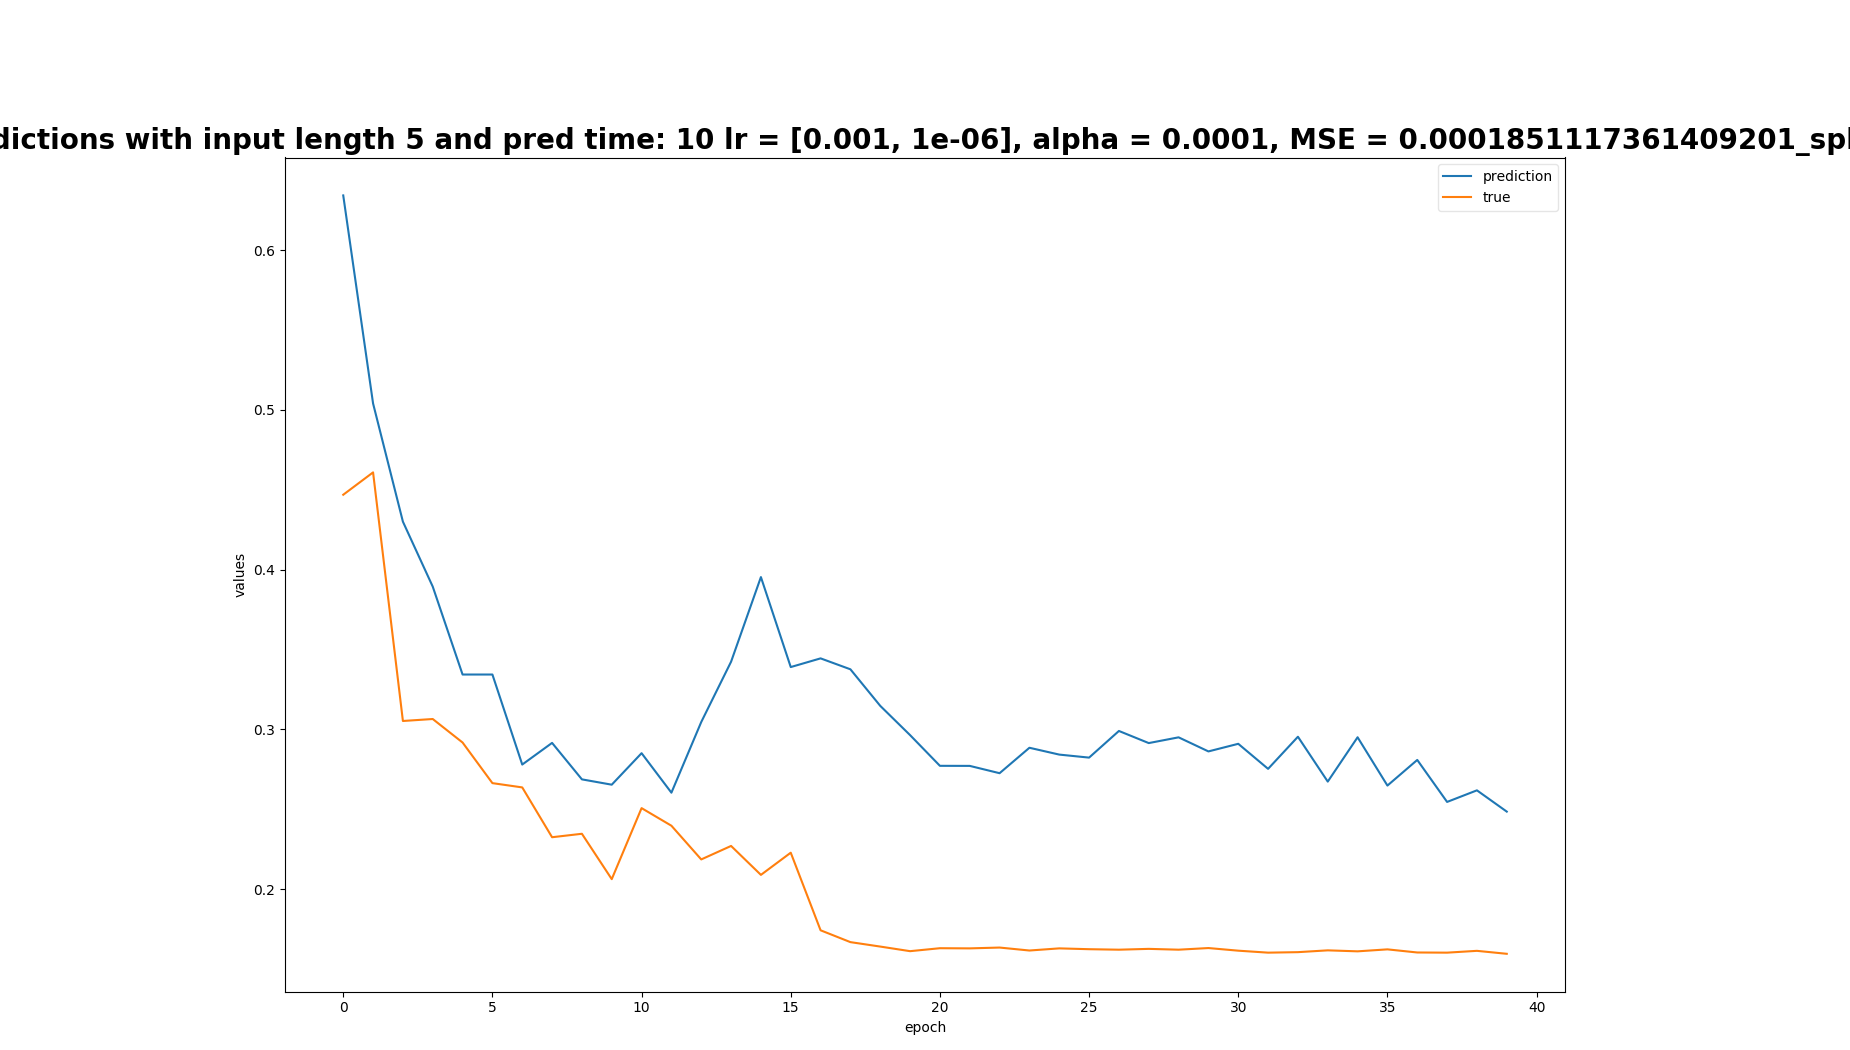 dictions with input length 5 and pred time: 10 lr = [0.001, 1e-06], alpha = 0.0001, MSE = 0.0001851117361409201_spl
prediction
true
0.6
0.5
0.4
0.3
0.2
values
0 5 10 15 20 25 30 35 40
epoch